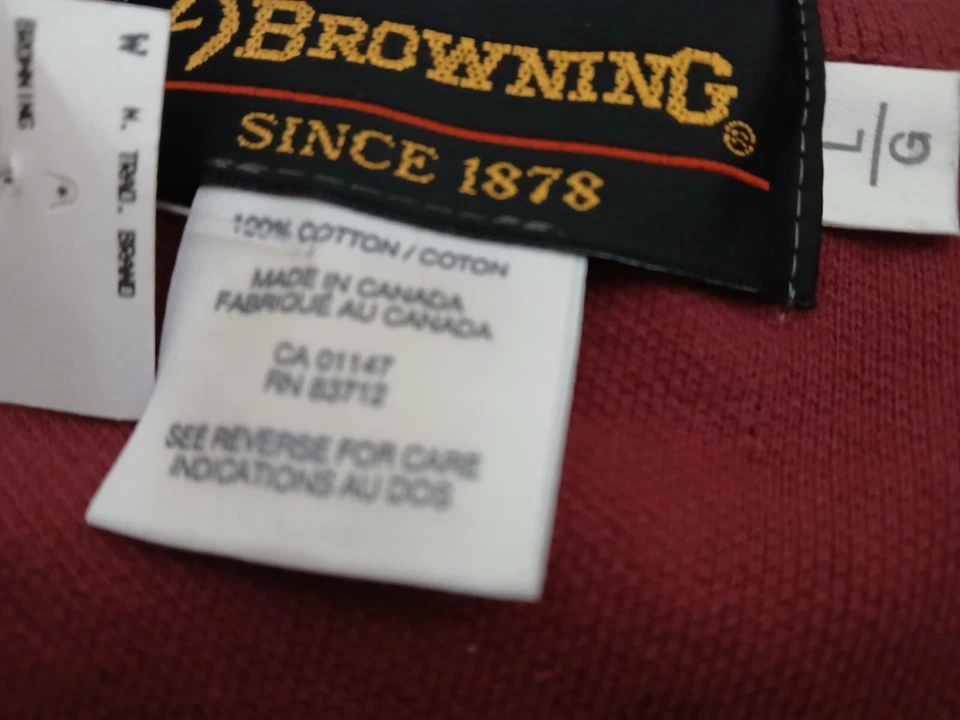 BROWNING
SINCE 1878
L
G
100% COTTON / COTON
MADE IN CANADA
FABRIQUÉ AU CANADA
CA 01147
RN 83712
SEE REVERSE FOR CARE
INDICATIONS AU DOS
BROWNING